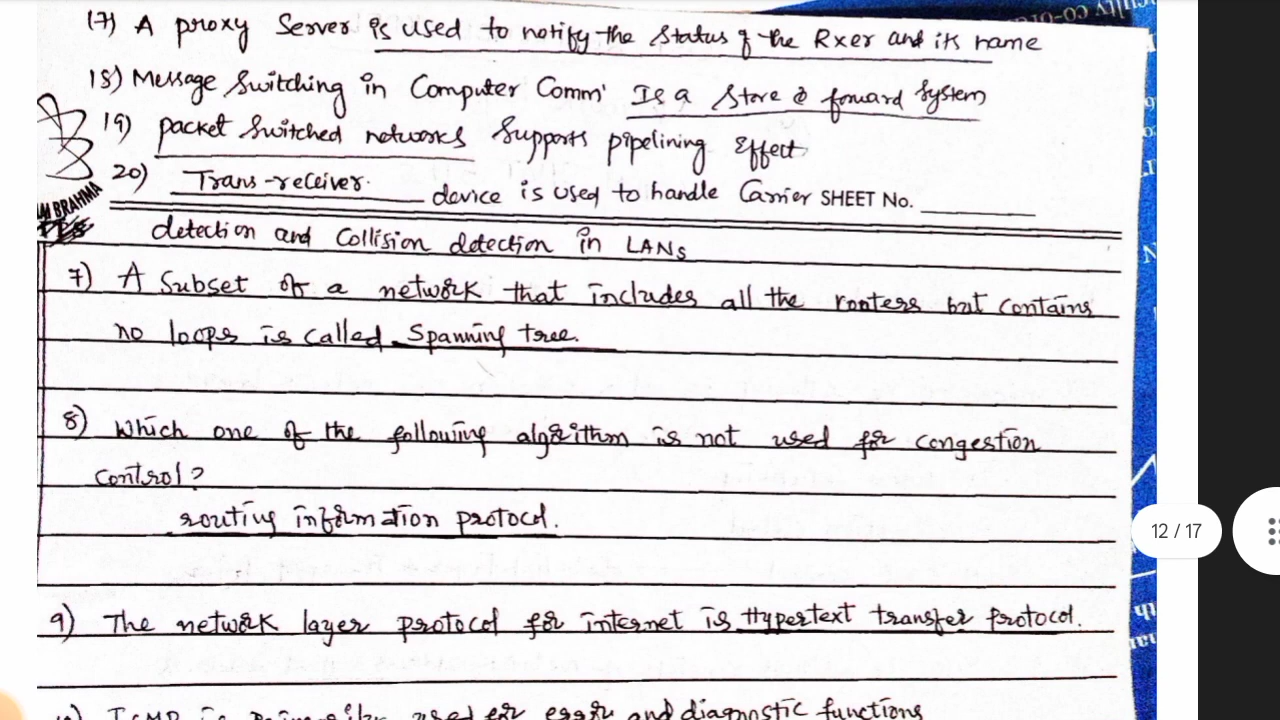 17) A proxy Server is used to notify the status of the Rxer and its name
18) Message Switching in Computer Comm' Is a Store & forward System
19) packet Switched networks Supports pipelining Effect
20) Trans-receiver. device is used to handle Carrier SHEET No.
BRAHMA
detection and Collision detection in LANs
7) A Subset of a network that includes all the routers but contains
no loops is called Spanning tree.
8) Which one of the following algorithm is not used for congestion
control?
routing information protocol.
12 / 17
9) The network layer protocol for internet is Hypertext transfer protocol.
10) ICMP is primarily used for error and diagnostic functions